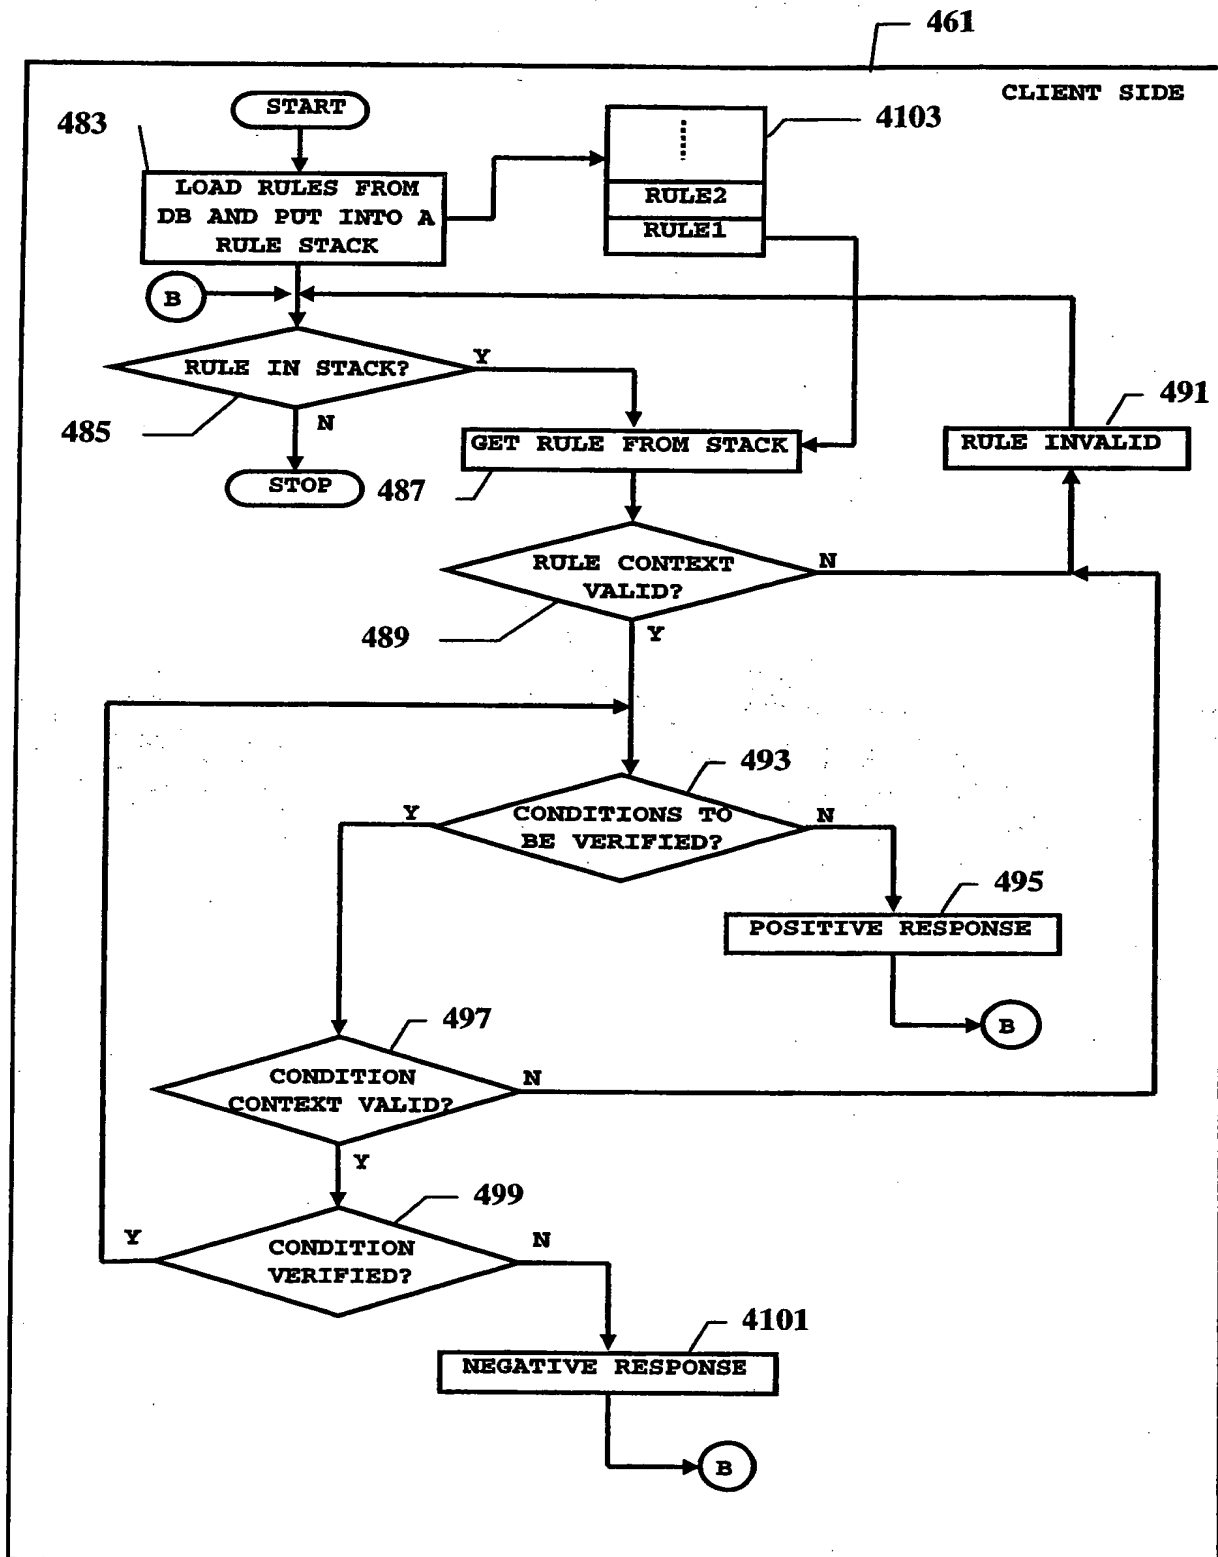 461
CLIENT SIDE
START
483
4103
LOAD RULES FROM
DB AND PUT INTO A
RULE STACK
RULE2
RULE1
B
RULE IN STACK?
Y
485
N
STOP
GET RULE FROM STACK
487
491
RULE INVALID
RULE CONTEXT
VALID?
N
489
Y
493
CONDITIONS TO
BE VERIFIED?
Y
N
495
POSITIVE RESPONSE
B
497
CONDITION
CONTEXT VALID?
N
Y
499
CONDITION
VERIFIED?
Y
N
4101
NEGATIVE RESPONSE
B